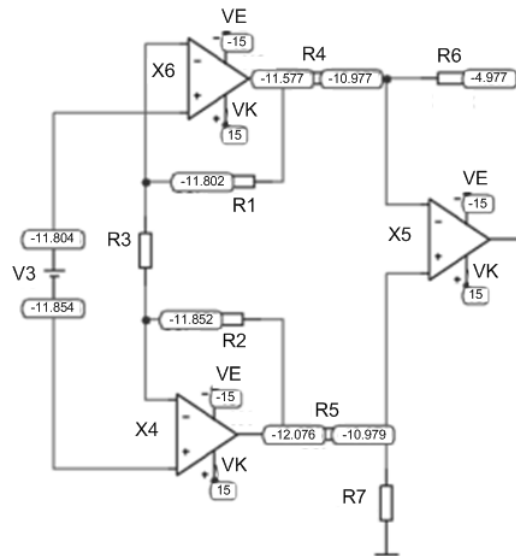 VE
-15
R4
R6
X6
-11.577
-10.977
-4.977
VK
15
-11.802
R1
VE
-15
-11.804
R3
X5
V3
VK
-11.854
15
-11.852
R2
VE
-15
R5
X4
-12.076
-10.979
VK
15
R7